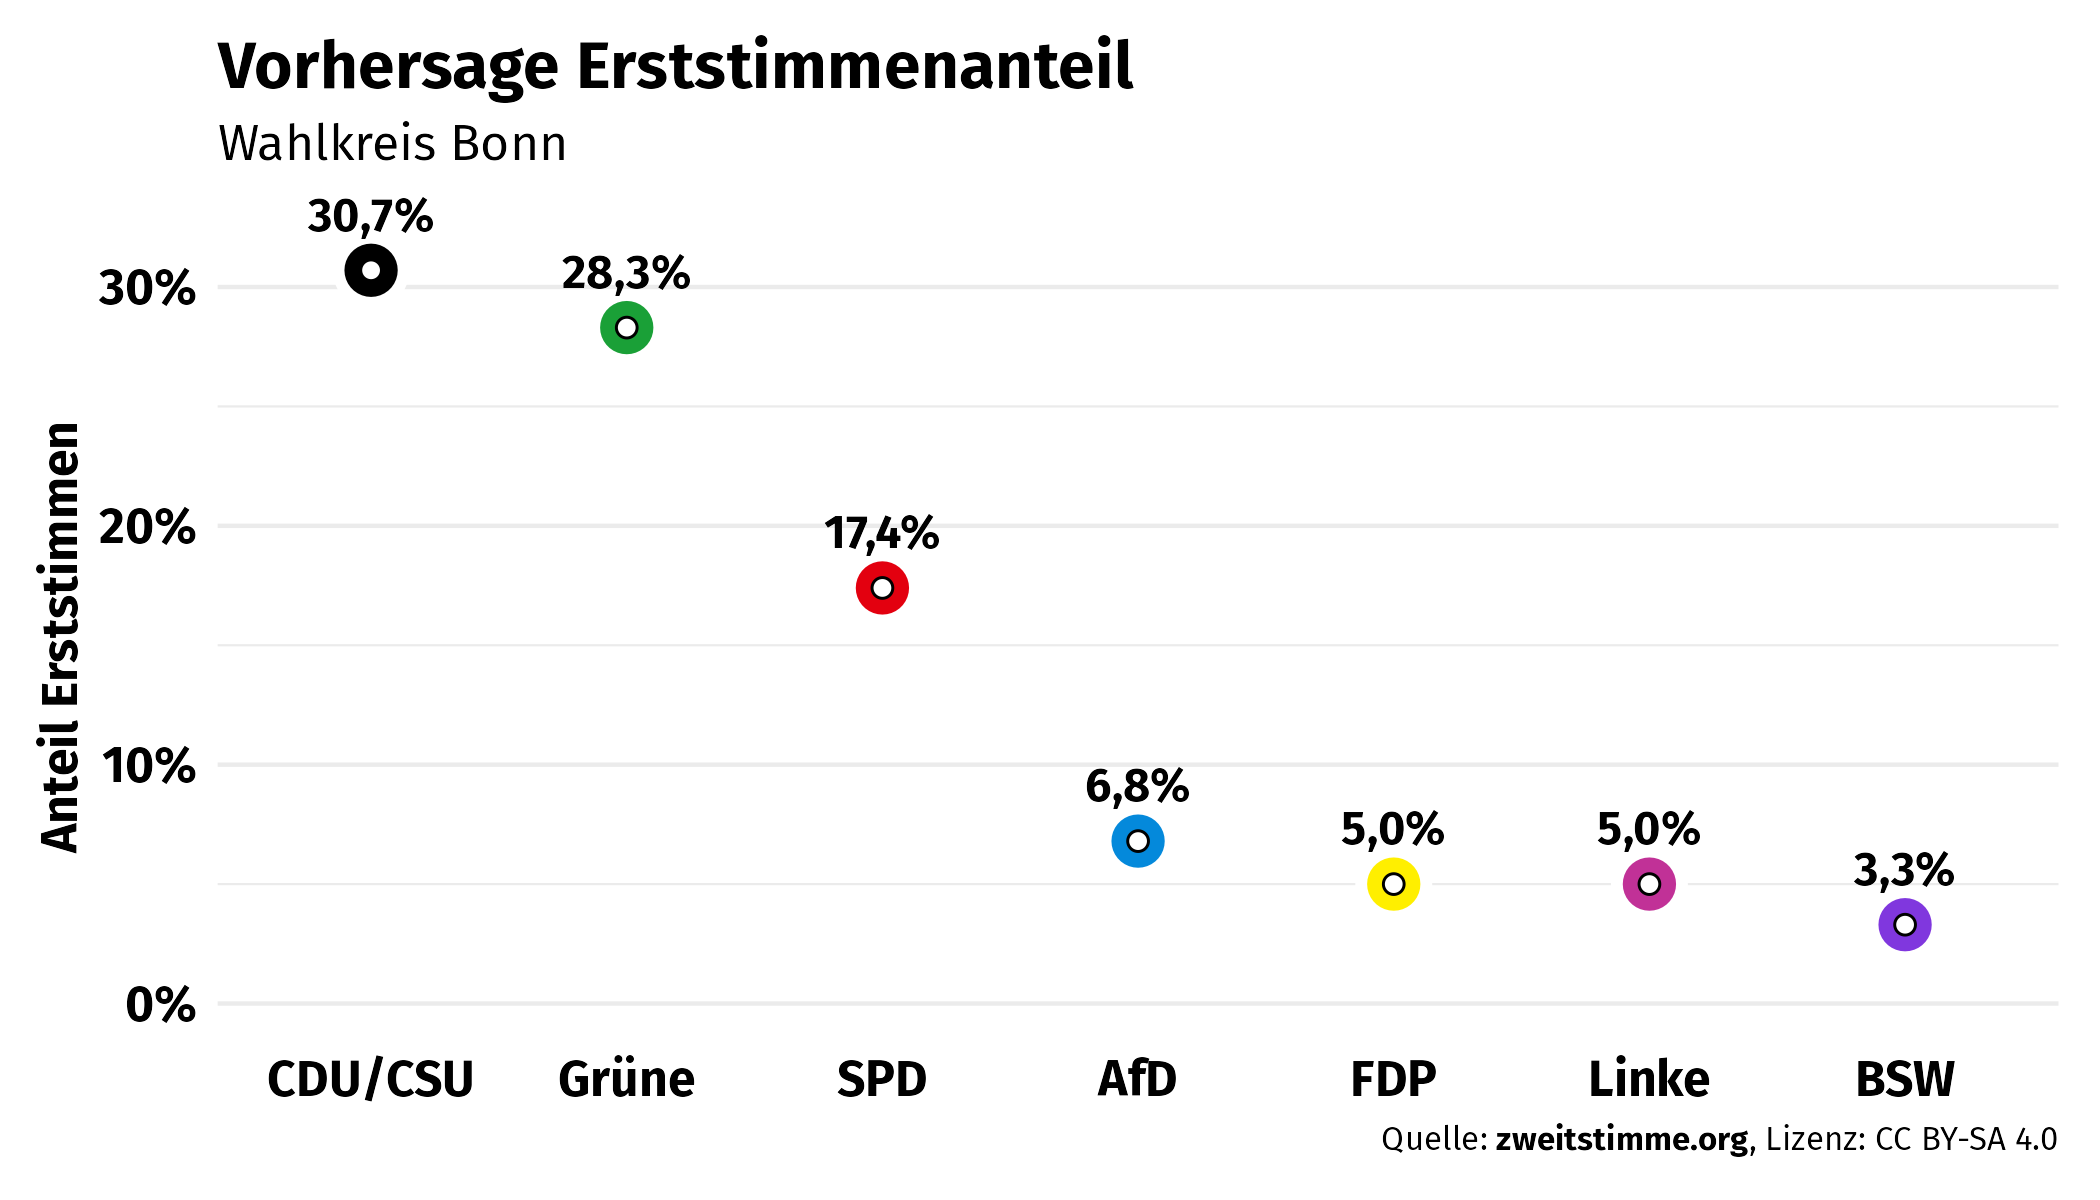 Vorhersage Erststimmenanteil
Wahlkreis Bonn
Anteil Erststimmen
30%
20%
10%
0%
30,7%
28,3%
17,4%
6,8%
5,0%
5,0%
3,3%
CDU/CSU Grüne SPD AfD FDP Linke BSW
Quelle: zweitstimme.org, Lizenz: CC BY-SA 4.0